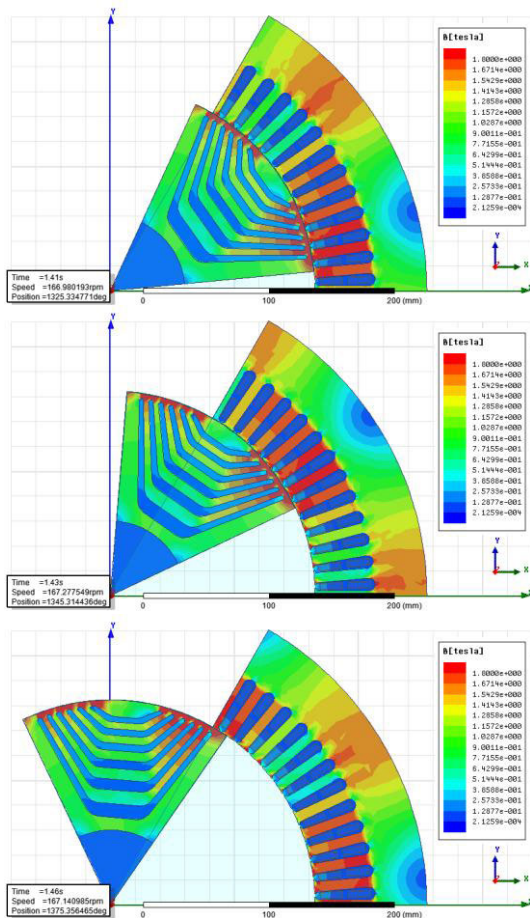 Y
B[tesla]
1.8000e+000
1.6714e+000
1.5429e+000
1.4143e+000
1.2858e+000
1.1572e+000
1.0287e+000
9.0011e-001
7.7155e-001
6.4299e-001
5.1444e-001
3.8588e-001
2.5733e-001
1.2877e-001
2.1259e-004
Y
X
Time =1.41s
Speed =166.980193rpm
Position =1325.334771deg
0 100 200 (mm)
Y
B[tesla]
1.8000e+000
1.6714e+000
1.5429e+000
1.4143e+000
1.2858e+000
1.1572e+000
1.0287e+000
9.0011e-001
7.7155e-001
6.4299e-001
5.1444e-001
3.8588e-001
2.5733e-001
1.2877e-001
2.1259e-004
Y
X
Time =1.43s
Speed =167.277549rpm
Position =1345.314436deg
0 100 200 (mm)
Y
B[tesla]
1.8000e+000
1.6714e+000
1.5429e+000
1.4143e+000
1.2858e+000
1.1572e+000
1.0287e+000
9.0011e-001
7.7155e-001
6.4299e-001
5.1444e-001
3.8588e-001
2.5733e-001
1.2877e-001
2.1259e-004
Y
X
Time =1.46s
Speed =167.140985rpm
Position =1375.356465deg
0 100 200 (mm)